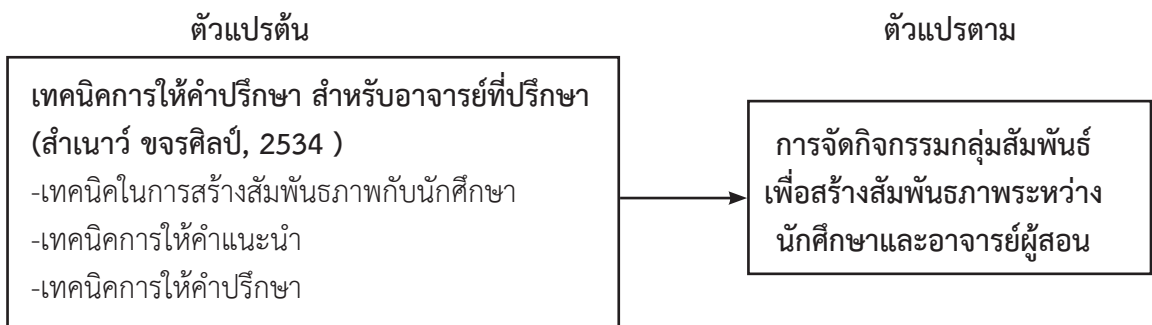 ตัวแปรต้น
ตัวแปรตาม
เทคนิคการให้คำปรึกษา สำหรับอาจารย์ที่ปรึกษา
(สำเนาว์ ขจรศิลป์, 2534 )
-เทคนิคในการสร้างสัมพันธภาพกับนักศึกษา
-เทคนิคการให้คำแนะนำ
-เทคนิคการให้คำปรึกษา
การจัดกิจกรรมกลุ่มสัมพันธ์
เพื่อสร้างสัมพันธภาพระหว่าง
นักศึกษาและอาจารย์ผู้สอน